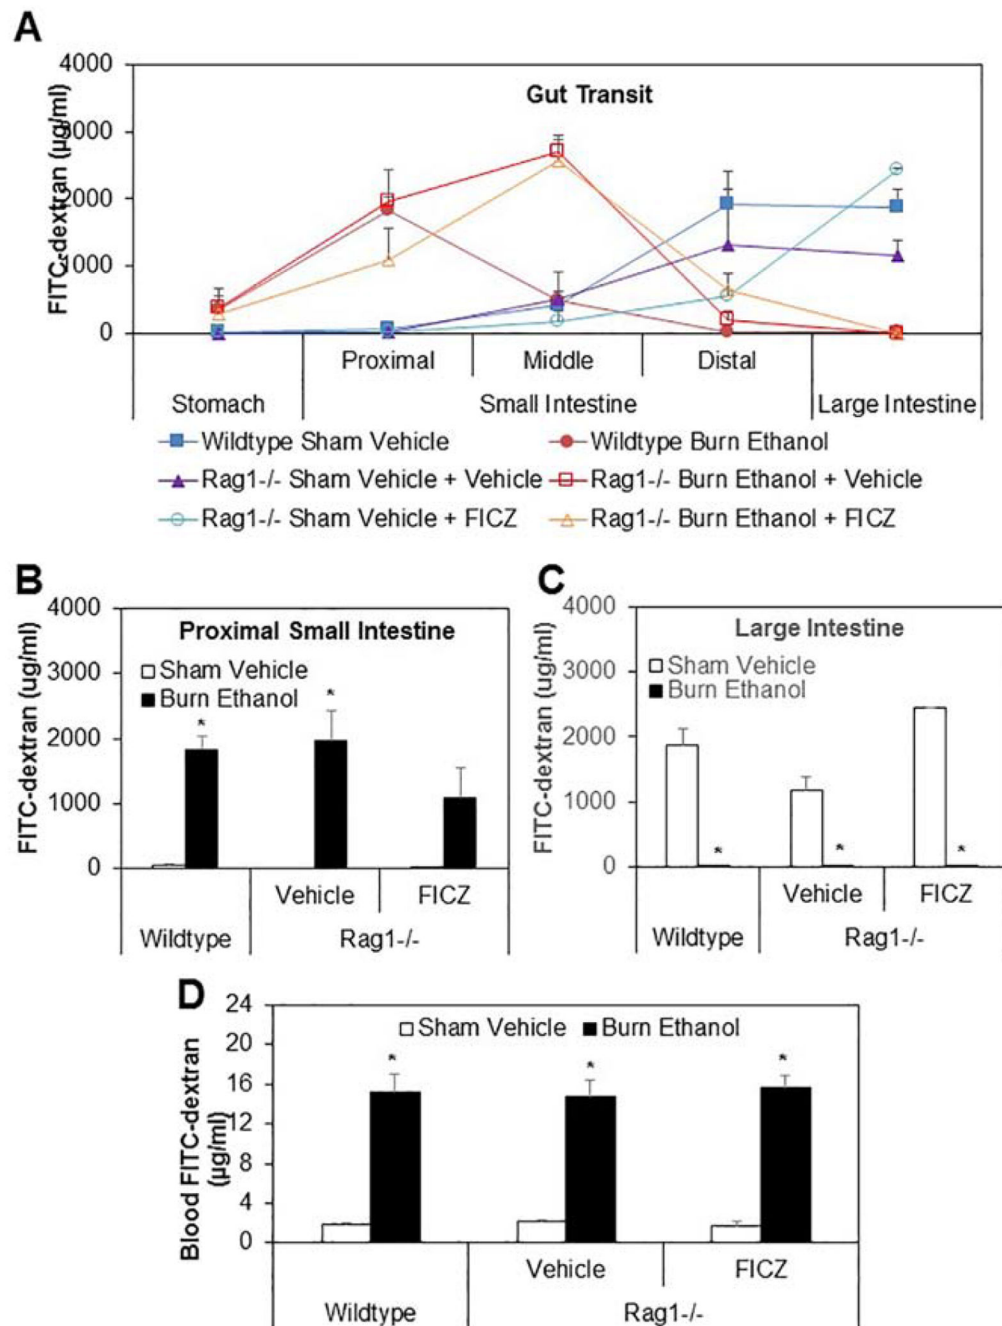 A
4000
3000
2000
1000
0
FITC-dextran (µg/ml)
Gut Transit
Proximal Middle Distal
Stomach Small Intestine Large Intestine
Wildtype Sham Vehicle Wildtype Burn Ethanol
Rag1-/- Sham Vehicle + Vehicle Rag1-/- Burn Ethanol + Vehicle
Rag1-/- Sham Vehicle + FICZ Rag1-/- Burn Ethanol + FICZ
B
4000
3000
2000
1000
0
FITC-dextran (ug/ml)
Proximal Small Intestine
Sham Vehicle
Burn Ethanol
* *
Vehicle FICZ
Wildtype Rag1-/-
C
4000
3000
2000
1000
0
FITC-dextran (ug/ml)
Large Intestine
Sham Vehicle
Burn Ethanol
* * *
Vehicle FICZ
Wildtype Rag1-/-
D
24
20
16
12
8
4
0
Blood FITC-dextran
(µg/ml)
Sham Vehicle Burn Ethanol
* * *
Vehicle FICZ
Wildtype Rag1-/-